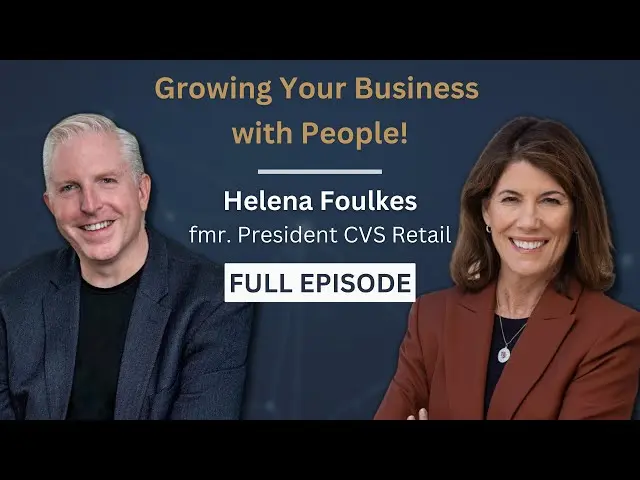 Growing Your Business
with People!
Helena Foulkes
fmr. President CVS Retail
FULL EPISODE